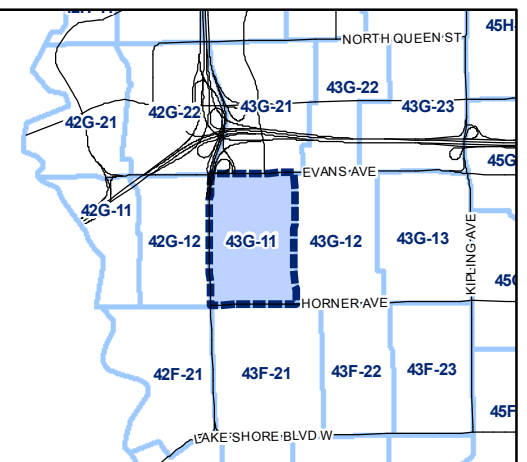 45H
NORTH QUEEN ST
43G-22
42G-21
42G-22
43G-21
43G-23
45G
EVANS AVE
42G-11
42G-12
43G-11
43G-12
43G-13
KIPLING AVE
HORNER AVE
42F-21
43F-21
43F-22
43F-23
45F
LAKE SHORE BLVD W